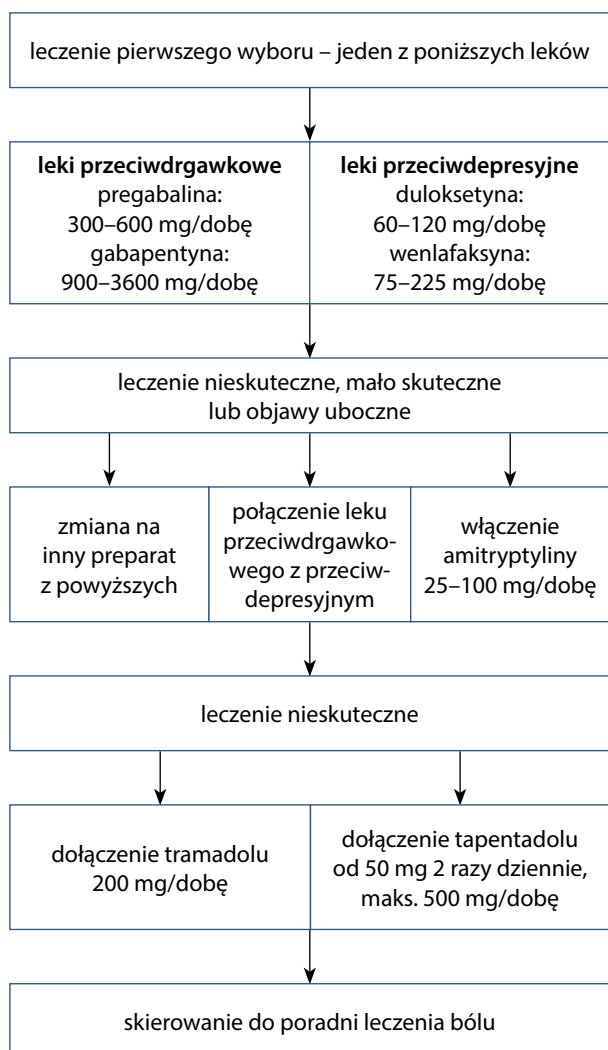 leczenie pierwszego wyboru – jeden z poniższych leków
leki przeciwdrgawkowe
pregabalina:
300–600 mg/dobę
gabapentyna:
900–3600 mg/dobę
leki przeciwdepresyjne
duloksetyna:
60–120 mg/dobę
wenlafaksyna:
75–225 mg/dobę
leczenie nieskuteczne, mało skuteczne
lub objawy uboczne
zmiana na
inny preparat
z powyższych
połączenie leku
przeciwdrgawko-
wego z przeciw-
depresyjnym
włączenie
amitryptyliny
25–100 mg/dobę
leczenie nieskuteczne
dołączenie tramadolu
200 mg/dobę
dołączenie tapentadolu
od 50 mg 2 razy dziennie,
maks. 500 mg/dobę
skierowanie do poradni leczenia bólu